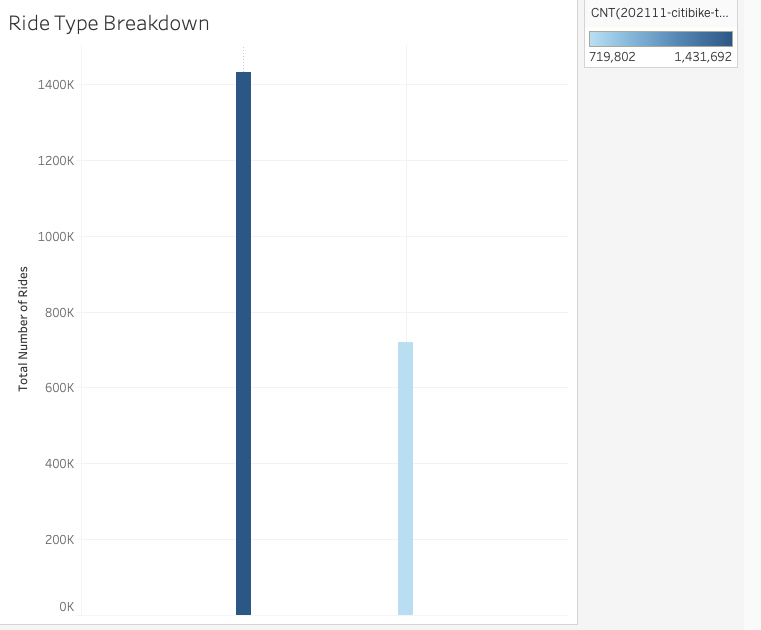 Ride Type Breakdown
CNT(202111-citibike-t...
719,802 1,431,692
1400K
1200K
1000K
800K
600K
400K
200K
0K
Total Number of Rides